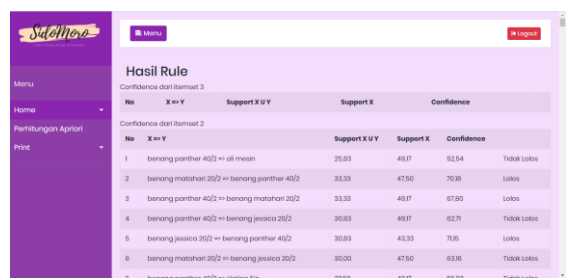 SidoMoro
Menu
Logout
Menu
Home
Perhitungan Apriori
Print
Hasil Rule
Confidence dari itemset 3
No X => Y Support X U Y Support X Confidence
Confidence dari itemset 2
No X => Y Support X U Y Support X Confidence
1 benang panther 40/2 => oli mesin 25,83 49,17 52,54 Tidak Lolos
2 benang matahari 20/2 => benang panther 40/2 33,33 47,50 70,18 Lolos
3 benang panther 40/2 => benang matahari 20/2 33,33 49,17 67,80 Lolos
4 benang panther 40/2 => benang jessica 20/2 30,83 49,17 62,71 Tidak Lolos
5 benang jessica 20/2 => benang panther 40/2 30,83 43,33 71,15 Lolos
6 benang matahari 20/2 => benang jessica 20/2 30,00 47,50 63,16 Tidak Lolos